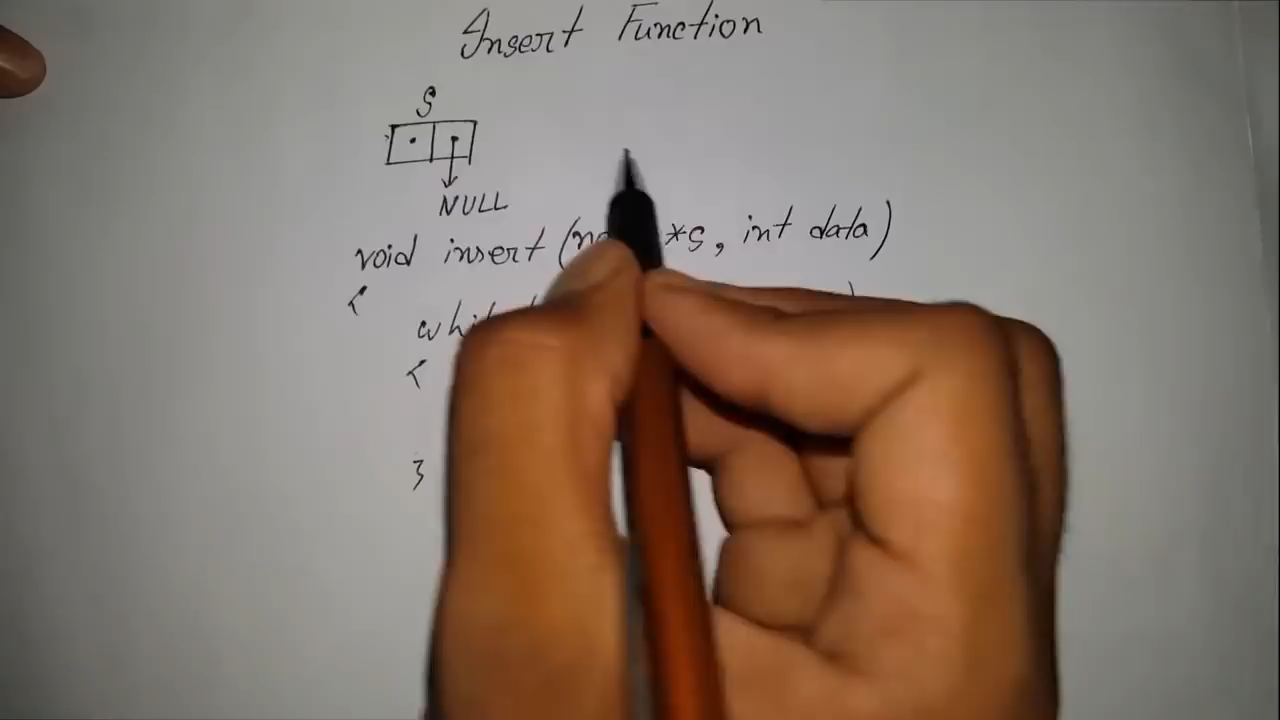 Insert Function
S
NULL
void insert ( *s, int data)
{
{
}